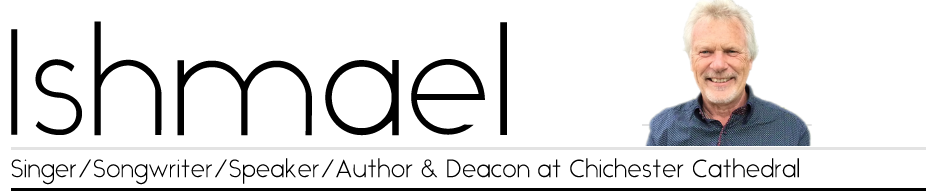 Ishmael
Singer/Songwriter/Speaker/Author & Deacon at Chichester Cathedral